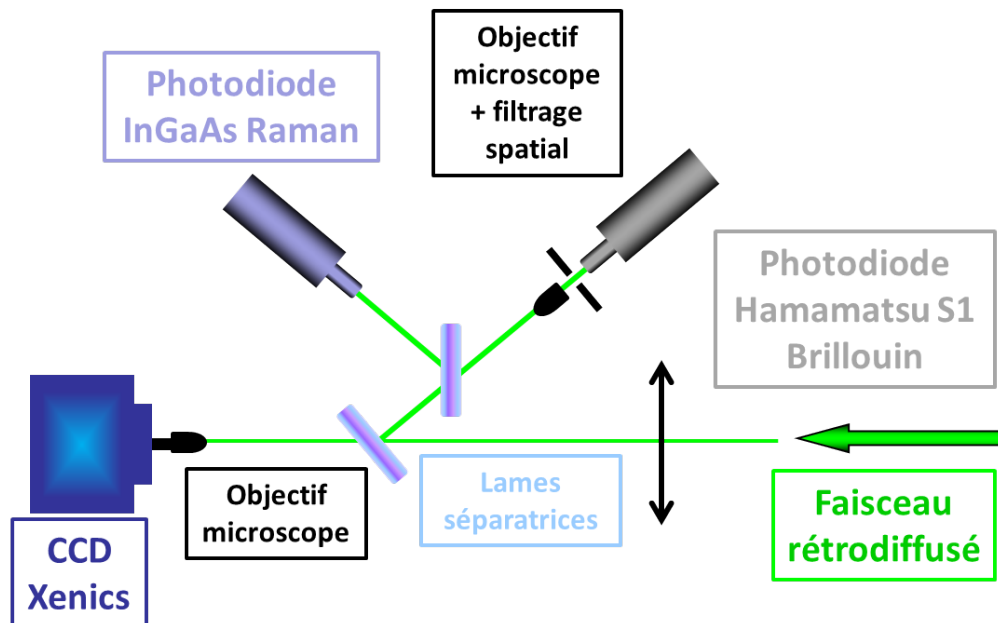 Objectif
microscope
+ filtrage
spatial
Photodiode
InGaAs Raman
Photodiode
Hamamatsu S1
Brillouin
Objectif
microscope
Lames
séparatrices
Faisceau
rétrodiffusé
CCD
Xenics